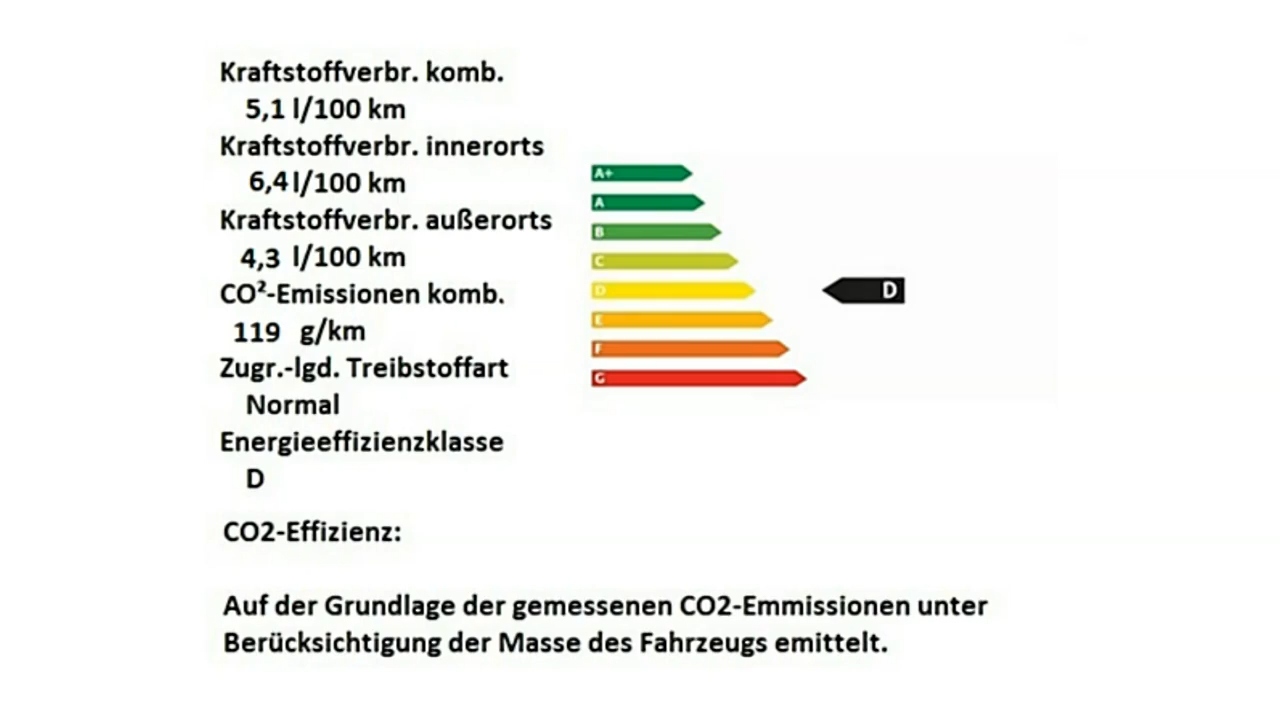 Kraftstoffverbr. komb.
5,1 l/100 km
Kraftstoffverbr. innerorts
6,4 l/100 km
Kraftstoffverbr. außerorts
4,3 l/100 km
CO²-Emissionen komb.
119 g/km
Zugr.-lgd. Treibstoffart
Normal
Energieeffizienzklasse
D
A+
A
B
C
D
D
E
F
G
CO2-Effizienz:
Auf der Grundlage der gemessenen CO2-Emmissionen unter
Berücksichtigung der Masse des Fahrzeugs emittelt.